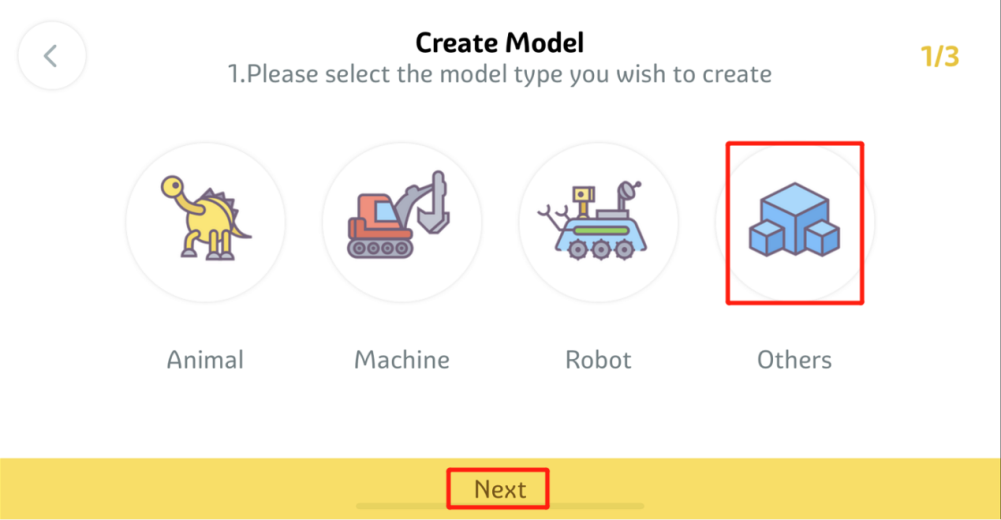 Create Model
1.Please select the model type you wish to create
1/3
Animal
Machine
Robot
Others
Next